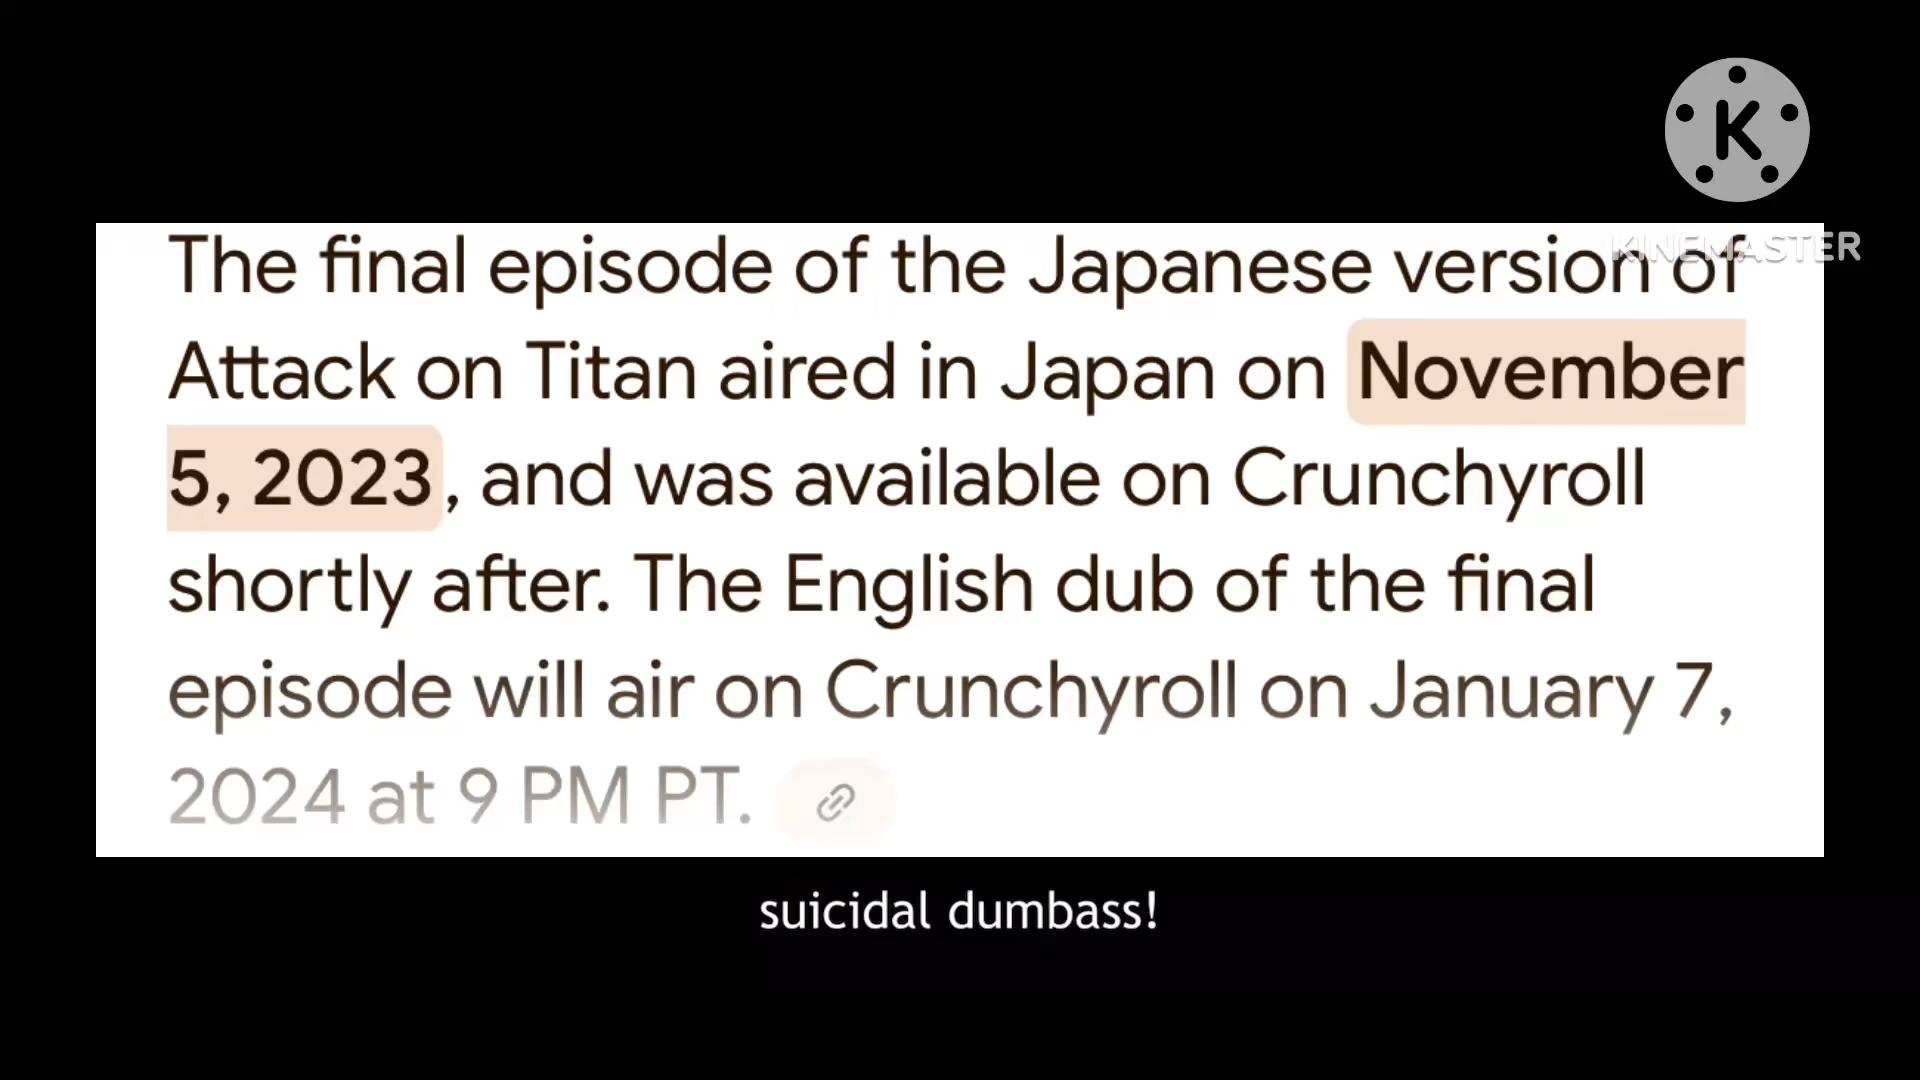 K
KINEMASTER
The final episode of the Japanese version of
Attack on Titan aired in Japan on November
5, 2023, and was available on Crunchyroll
shortly after. The English dub of the final
episode will air on Crunchyroll on January 7,
2024 at 9 PM PT.
suicidal dumbass!